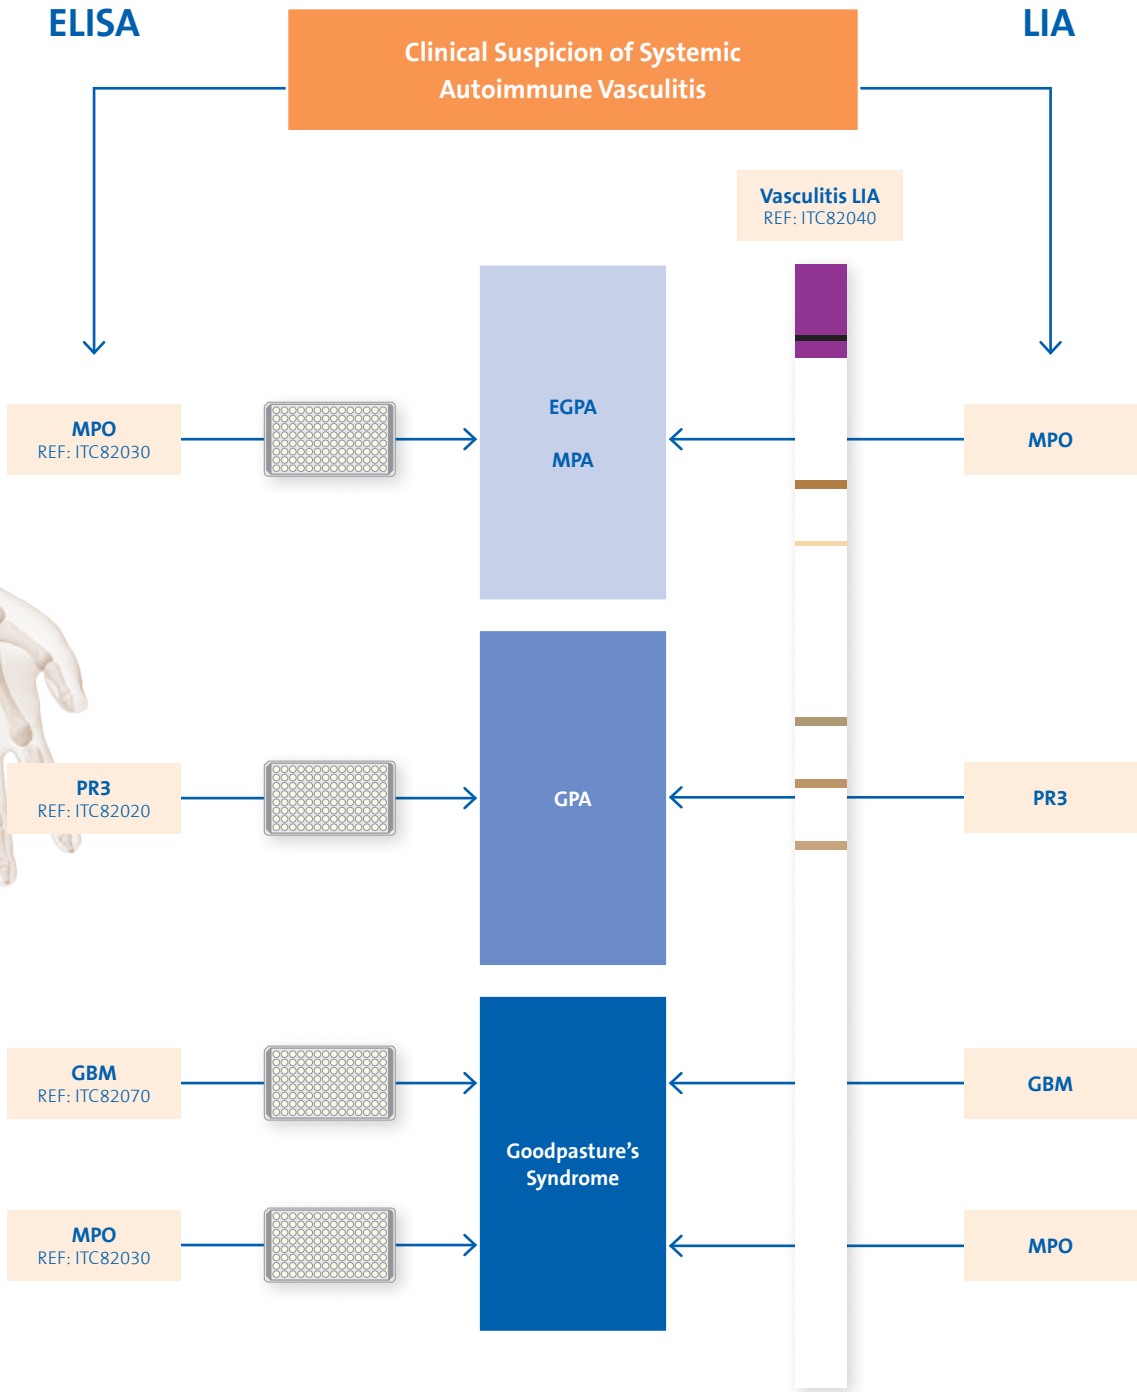 ELISA
LIA
Clinical Suspicion of Systemic
Autoimmune Vasculitis
Vasculitis LIA
REF: ITC82040
MPO
REF: ITC82030
EGPA
MPA
MPO
PR3
REF: ITC82020
GPA
PR3
GBM
REF: ITC82070
GBM
Goodpasture’s
Syndrome
MPO
REF: ITC82030
MPO